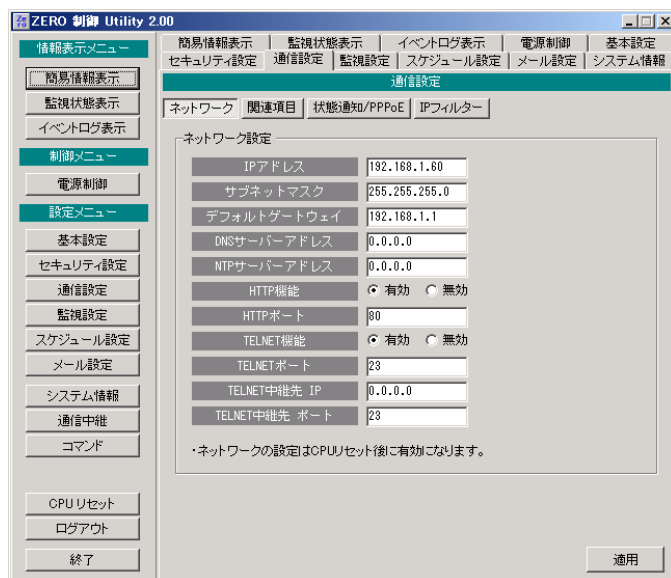 ZERO 制御 Utility 2.00
情報表示メニュー
簡易情報表示
監視状態表示
イベントログ表示
制御メニュー
電源制御
設定メニュー
基本設定
セキュリティ設定
通信設定
監視設定
スケジュール設定
メール設定
システム情報
通信中継
コマンド
CPUリセット
ログアウト
終了
簡易情報表示 監視状態表示 イベントログ表示 電源制御 基本設定
セキュリティ設定 通信設定 監視設定 スケジュール設定 メール設定 システム情報
通信設定
ネットワーク 関連項目 状態通知/PPPoE IPフィルター
ネットワーク設定
IPアドレス 192.168.1.60
サブネットマスク 255.255.255.0
デフォルトゲートウェイ 192.168.1.1
DNSサーバーアドレス 0.0.0.0
NTPサーバーアドレス 0.0.0.0
HTTP機能 有効 無効
HTTPポート 80
TELNET機能 有効 無効
TELNETポート 23
TELNET中継先 IP 0.0.0.0
TELNET中継先 ポート 23
・ネットワークの設定はCPUリセット後に有効になります。
適用